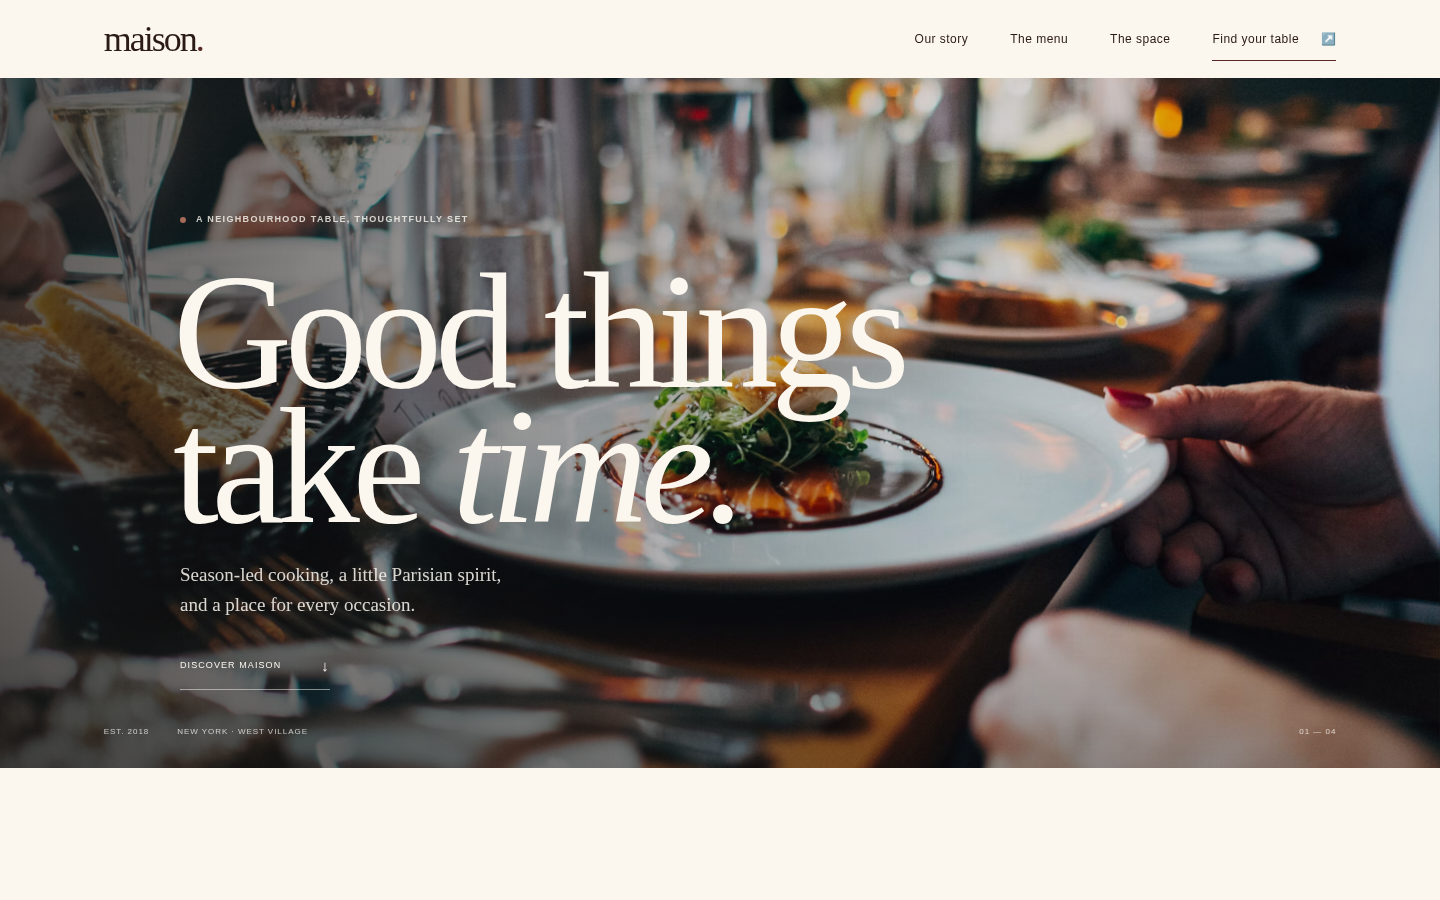 maison.
Our story
The menu
The space
Find your table ↗
A NEIGHBOURHOOD TABLE, THOUGHTFULLY SET
Good things
take time.
Season-led cooking, a little Parisian spirit,
and a place for every occasion.
DISCOVER MAISON ↓
EST. 2018
NEW YORK · WEST VILLAGE
01 — 04